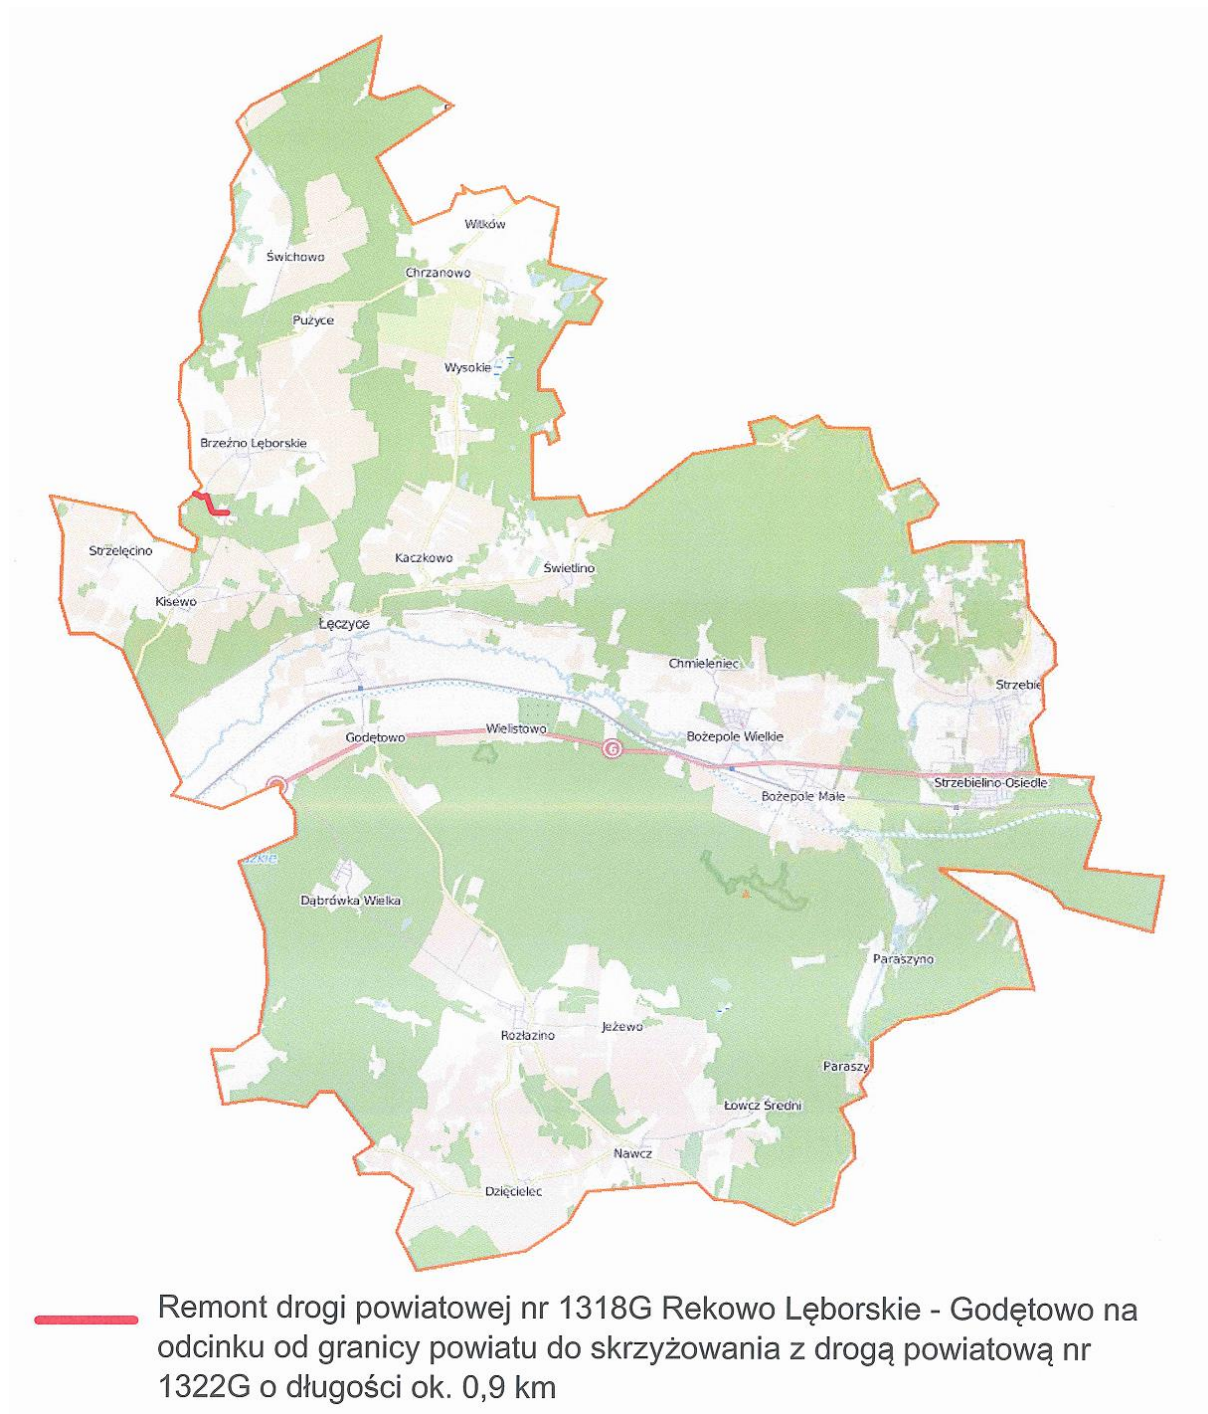 Witków
Świchowo
Chrzanowo
Pużyce
Wysokie
Brzeźno Lęborskie
Strzelęcino
Kaczkowo
Świetlino
Kisewo
Łęczyce
Chmieleniec
Strzebie
Godętowo
Wielistowo
Bożepole Wielkie
G
Strzebielino-Osiedle
Bożepole Małe
zkie
Dąbrówka Wielka
Paraszyno
Rozłazino
Jeżewo
Paraszy
Łowcz Średni
Nawcz
Dzięcielec
Remont drogi powiatowej nr 1318G Rekowo Lęborskie - Godętowo na
odcinku od granicy powiatu do skrzyżowania z drogą powiatową nr
1322G o długości ok. 0,9 km